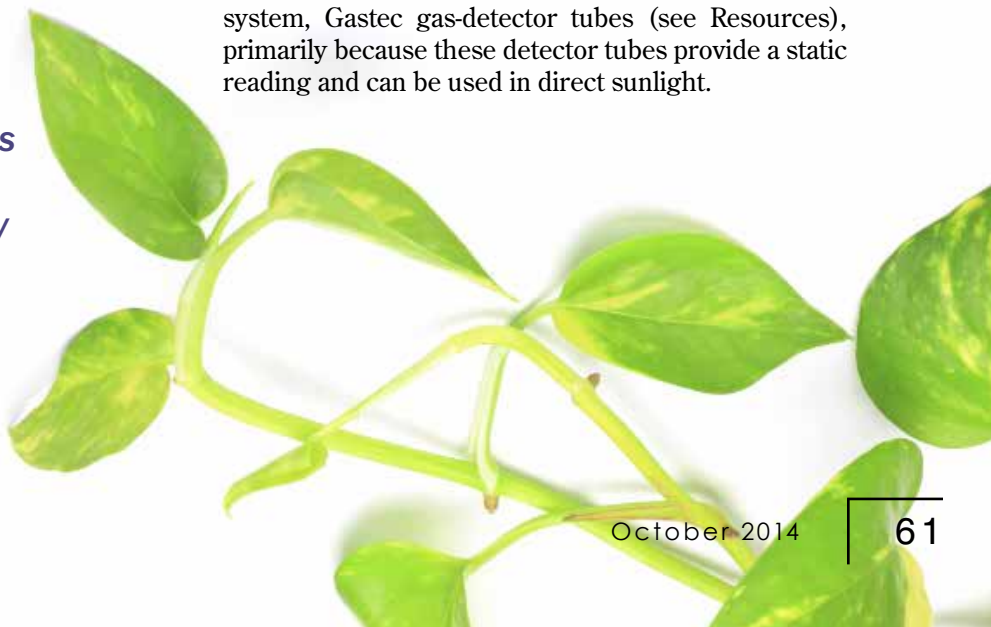 system, Gastec gas-detector tubes (see Resources),
primarily because these detector tubes provide a static
reading and can be used in direct sunlight.
October 2014
61